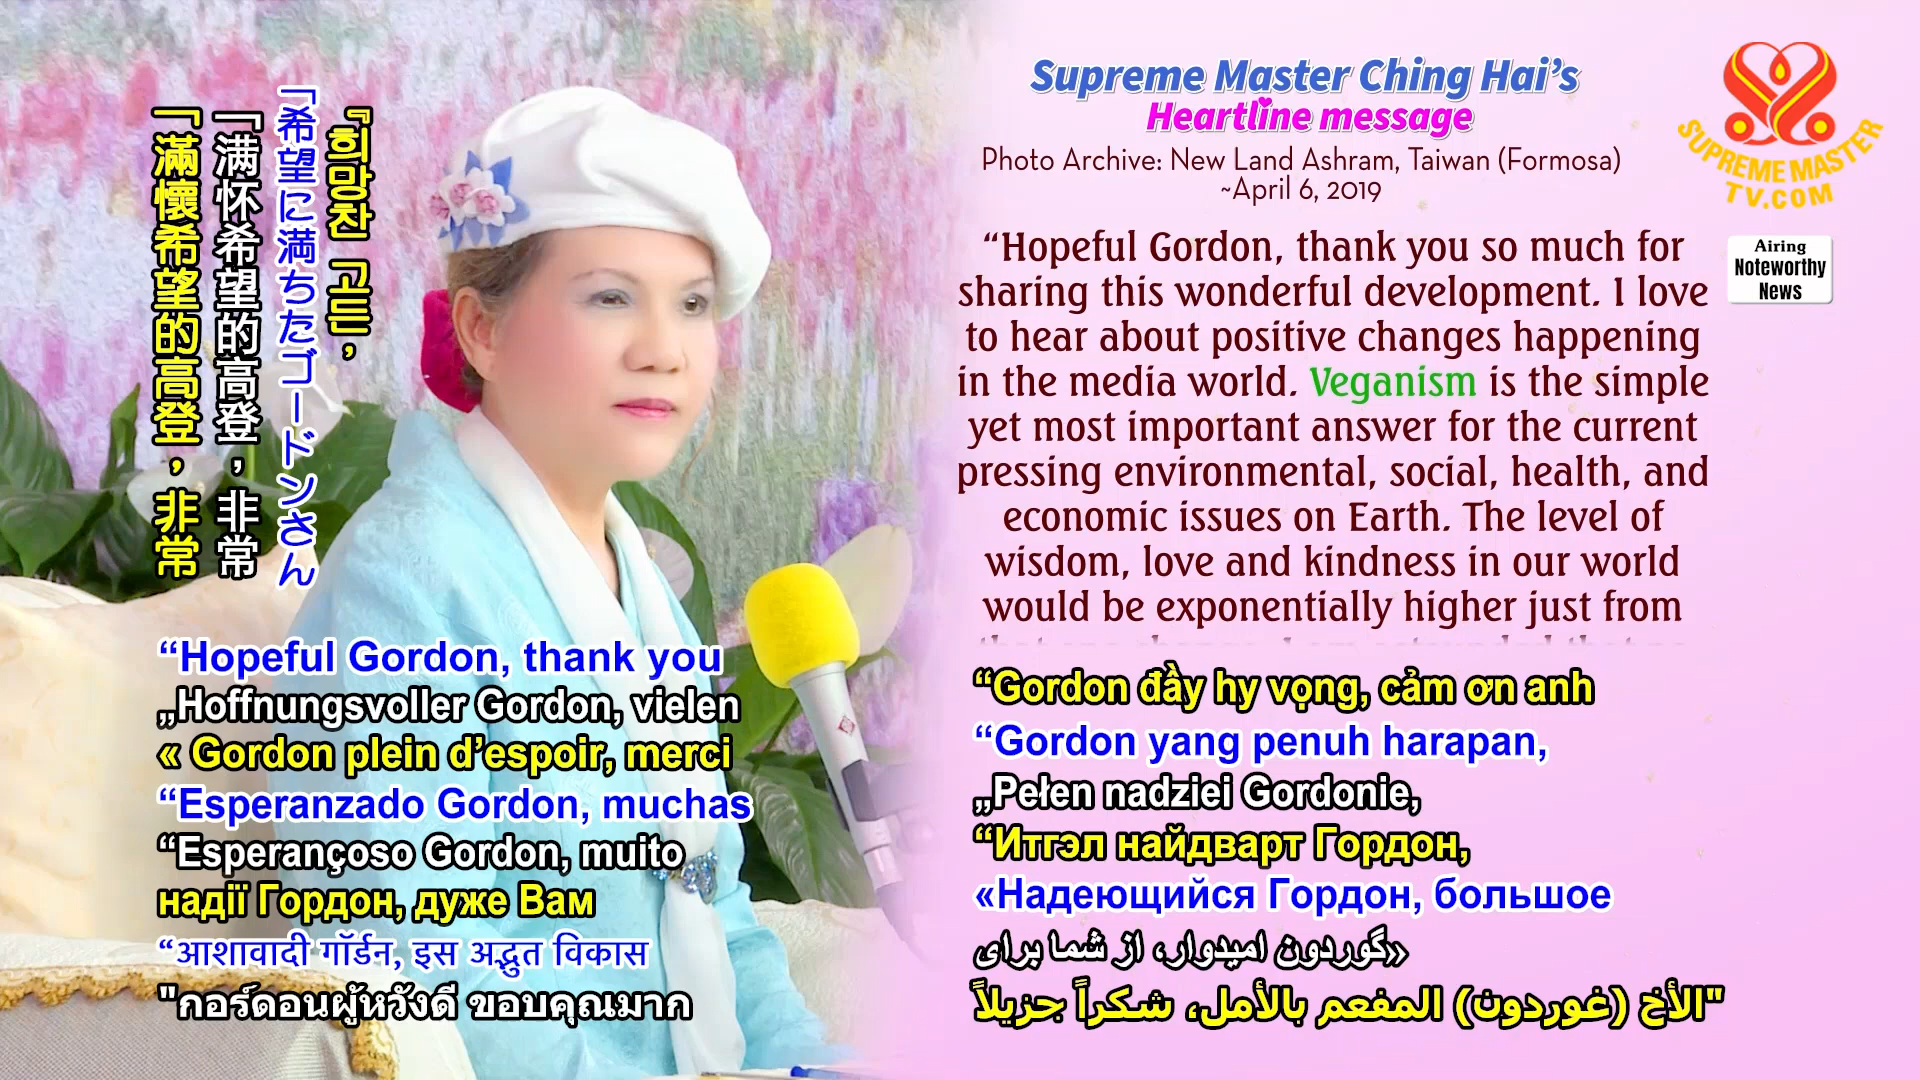 『희망찬 고든,
「希望に満ちたゴードンさん
「满怀希望的高登，非常
「滿懷希望的高登，非常
“Hopeful Gordon, thank you
„Hoffnungsvoller Gordon, vielen
« Gordon plein d’espoir, merci
“Esperanzado Gordon, muchas
“Esperançoso Gordon, muito
надії Гордон, дуже Вам
“आशावादी गॉर्डन, इस अद्भुत विकास
"กอร์ดอนผู้หวังดี ขอบคุณมาก
Supreme Master Ching Hai’s
Heartline message
Photo Archive: New Land Ashram, Taiwan (Formosa)
~April 6, 2019
“Hopeful Gordon, thank you so much for
sharing this wonderful development. I love
to hear about positive changes happening
in the media world. Veganism is the simple
yet most important answer for the current
pressing environmental, social, health, and
economic issues on Earth. The level of
wisdom, love and kindness in our world
would be exponentially higher just from
“Gordon đầy hy vọng, cảm ơn anh
“Gordon yang penuh harapan,
„Pełen nadziei Gordonie,
“Итгэл найдварт Гордон,
«Надеющийся Гордон, большое
«گوردون امیدوار، از شما برای
"الأخ (غوردون) المفعم بالأمل، شكراً جزيلاً
SUPREME MASTER
TV.COM
Airing
Noteworthy
News